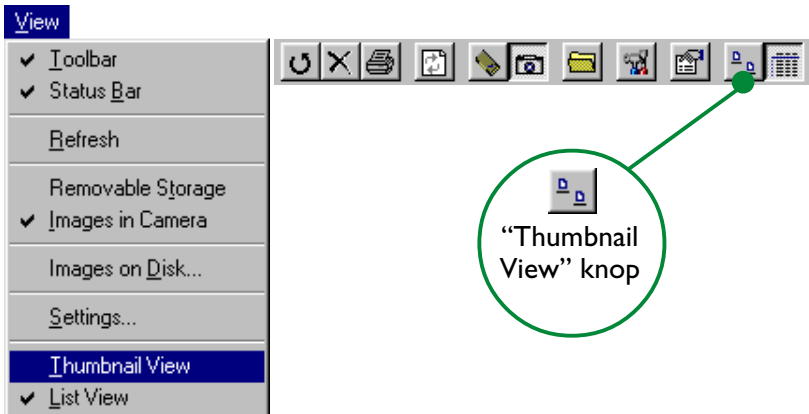 View
Toolbar
Status Bar
Refresh
Removable Storage
Images in Camera
Images on Disk...
Settings...
Thumbnail View
List View
“Thumbnail
View” knop